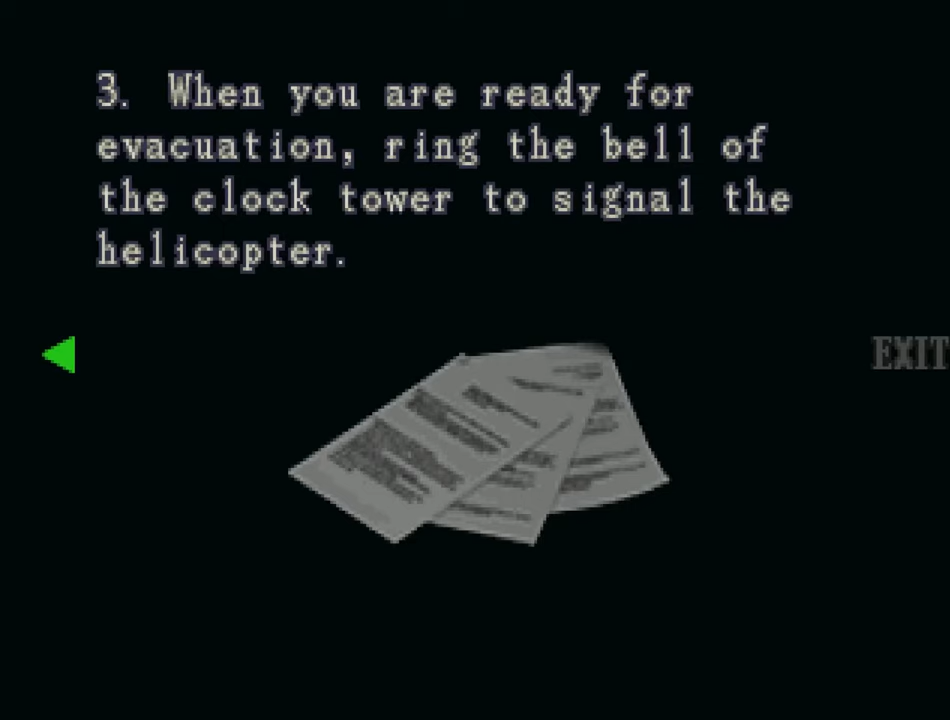 3. When you are ready for
evacuation, ring the bell of
the clock tower to signal the
helicopter.
EXIT